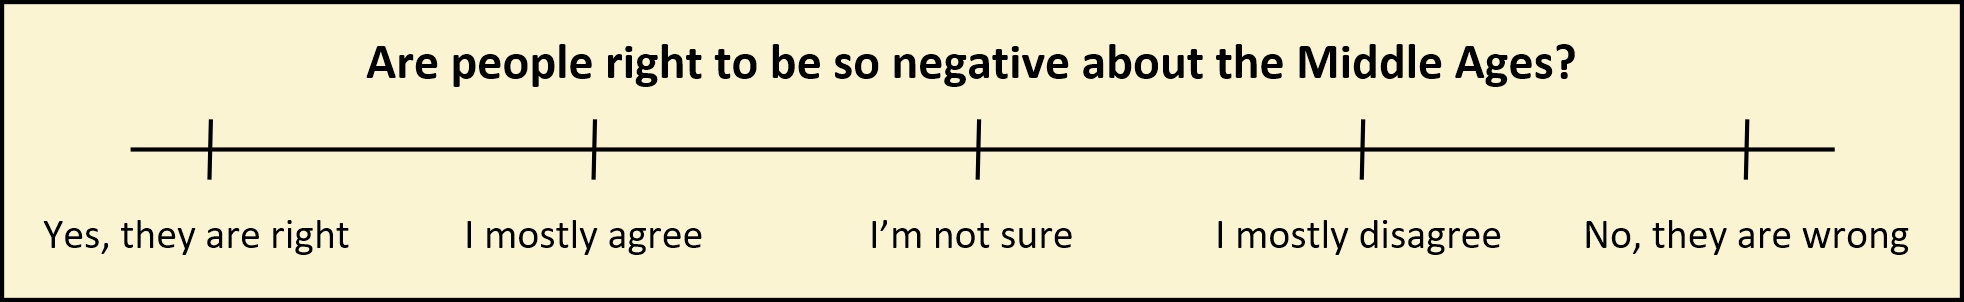 Are people right to be so negative about the Middle Ages?
Yes, they are right I mostly agree I’m not sure I mostly disagree No, they are wrong